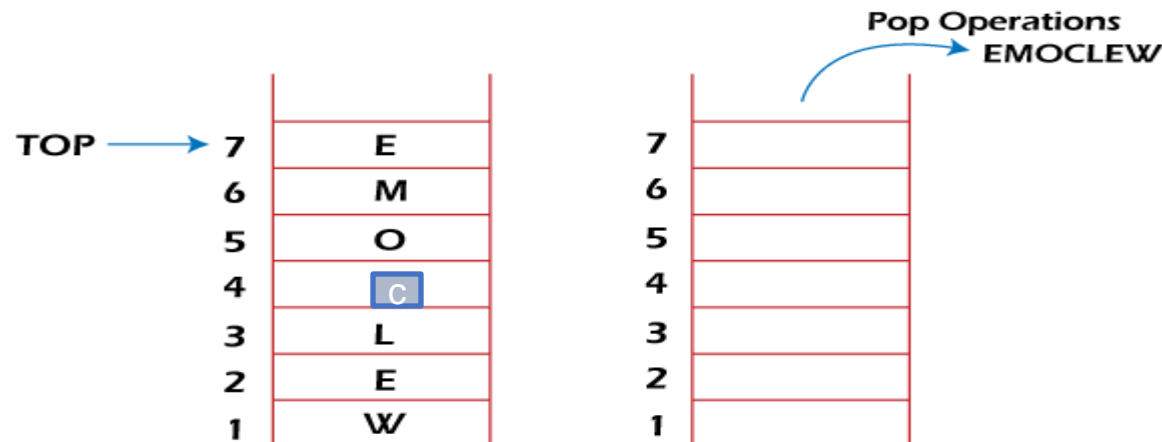 Pop Operations
EMOCLEW
TOP 7 E 7
6 M 6
5 O 5
4 C 4
3 L 3
2 E 2
1 W 1